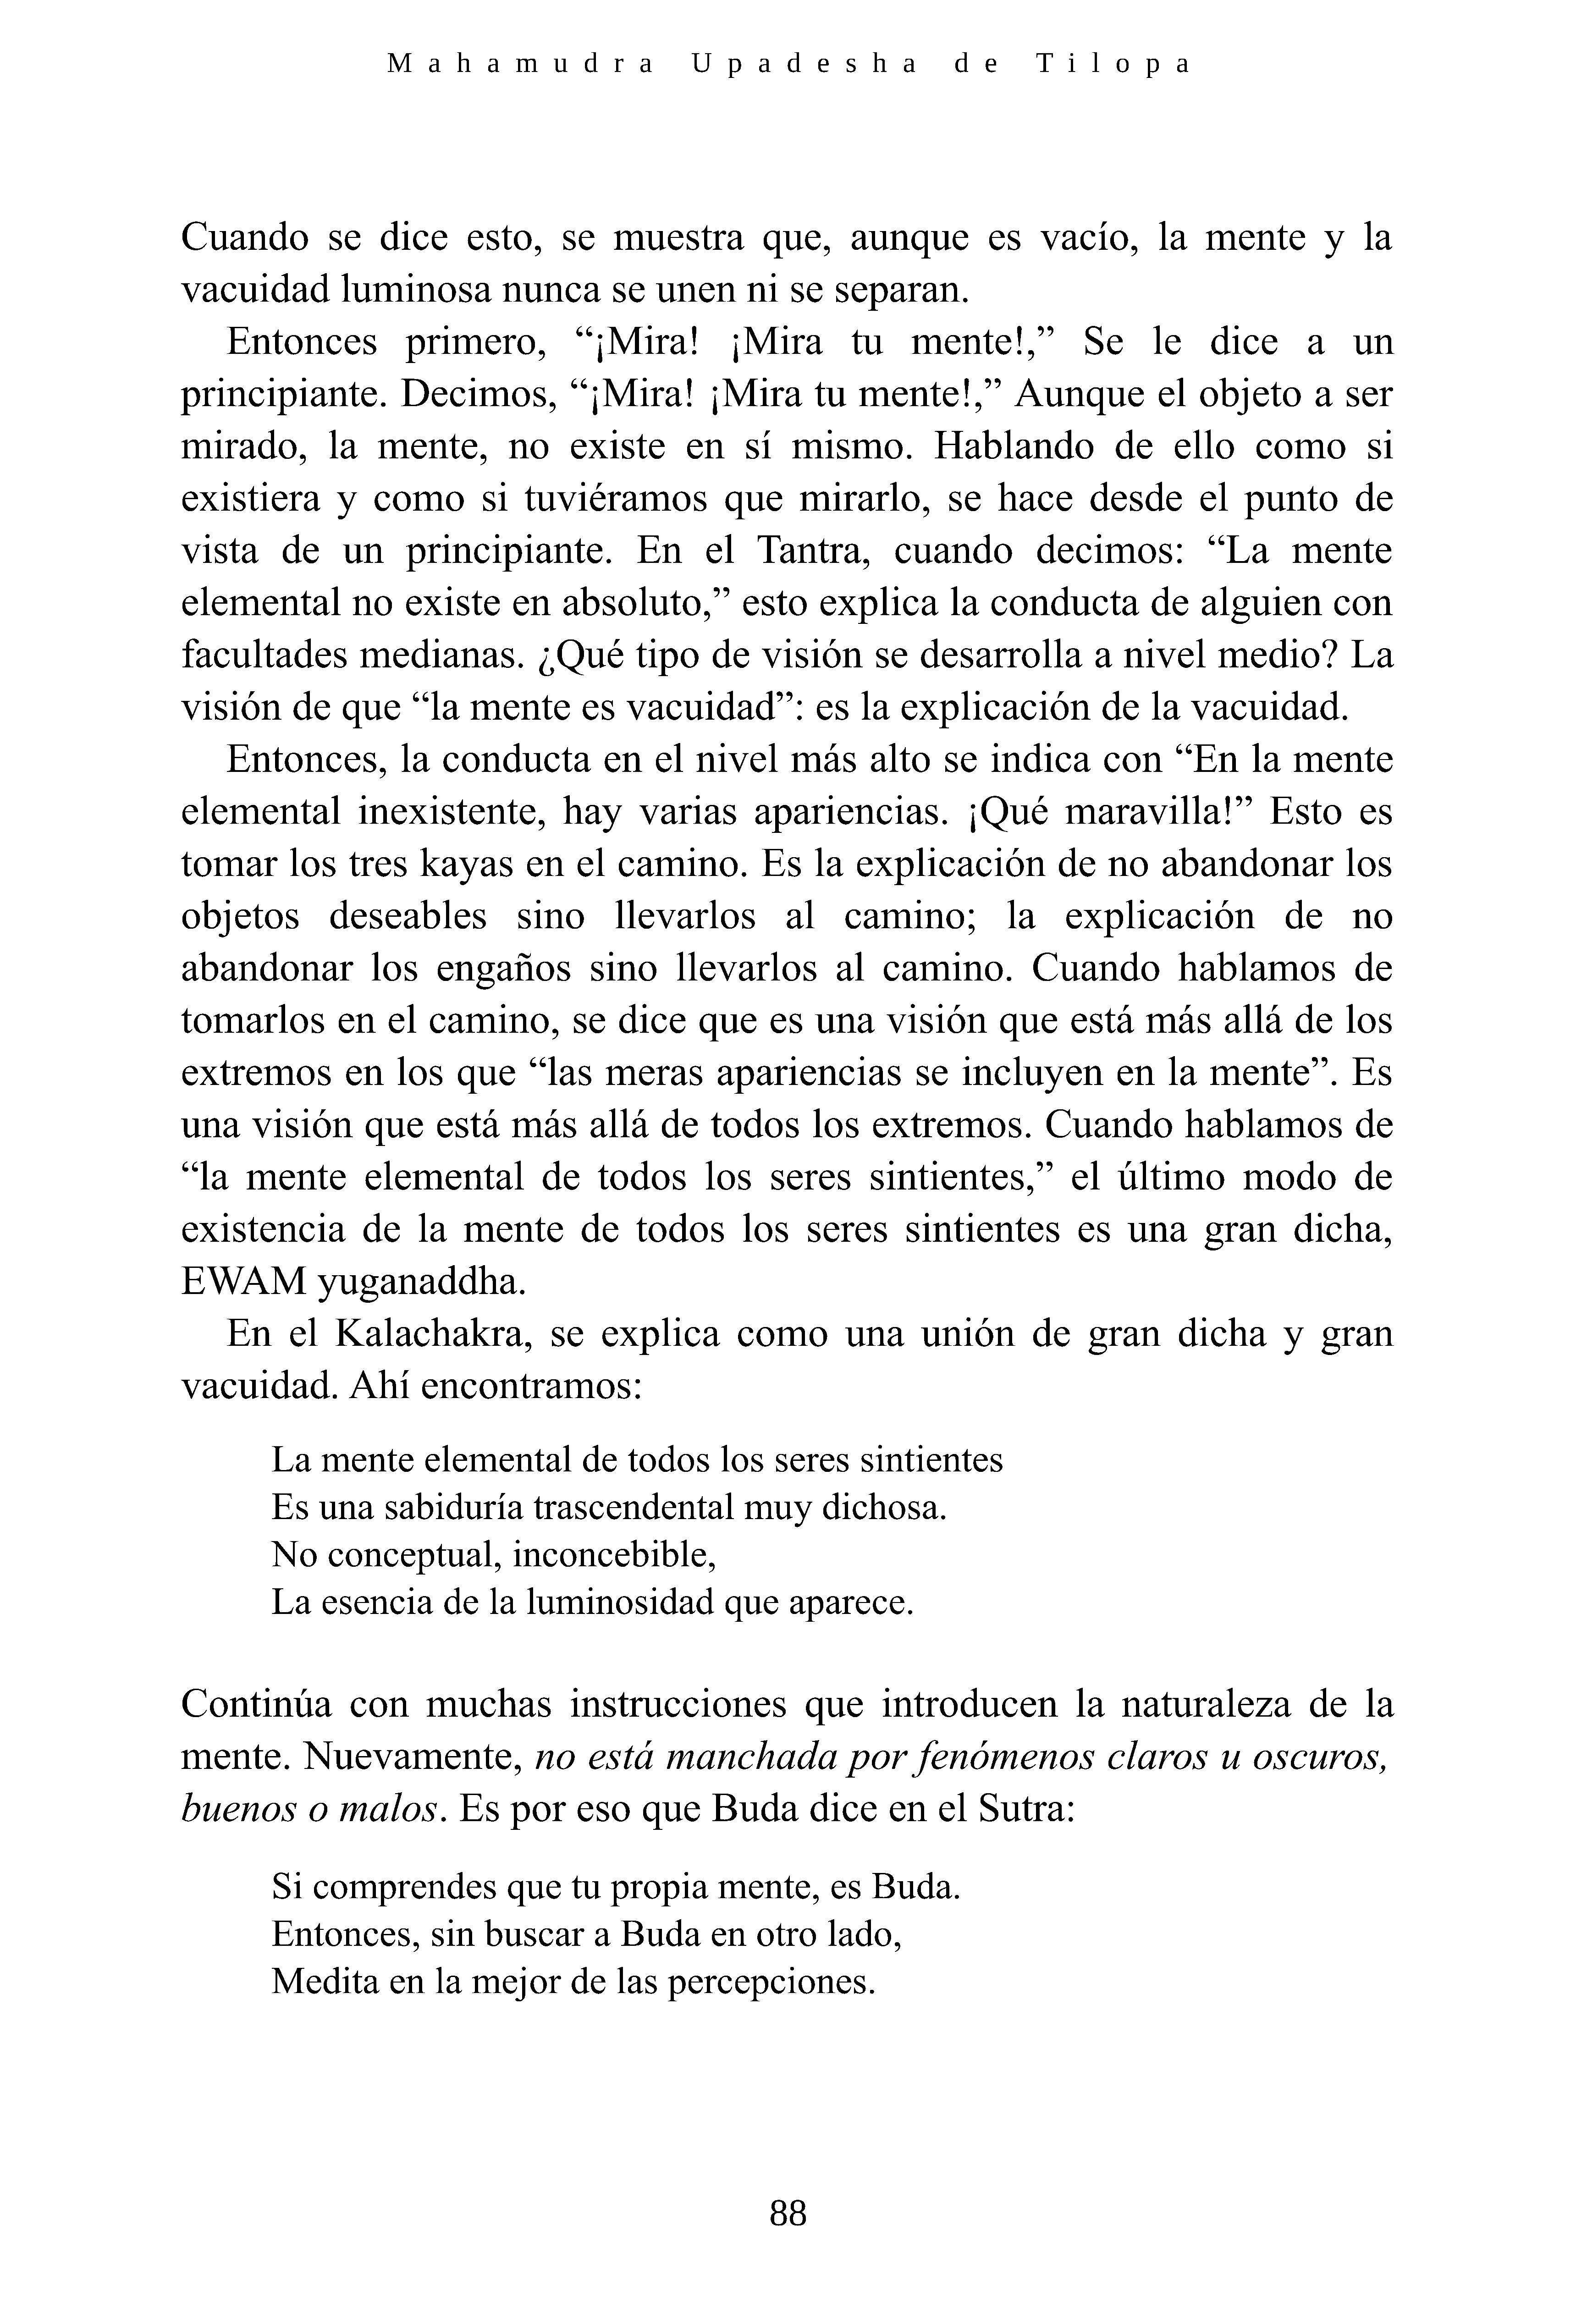 Mahamudra Upadesha de Tilopa
Cuando se dice esto, se muestra que, aunque es vacío, la mente y la
vacuidad luminosa nunca se unen ni se separan.
Entonces primero, “¡Mira! ¡Mira tu mente!,” Se le dice a un
principiante. Decimos, “¡Mira! ¡Mira tu mente!,” Aunque el objeto a ser
mirado, la mente, no existe en sí mismo. Hablando de ello como si
existiera y como si tuviéramos que mirarlo, se hace desde el punto de
vista de un principiante. En el Tantra, cuando decimos: “La mente
elemental no existe en absoluto,” esto explica la conducta de alguien con
facultades medianas. ¿Qué tipo de visión se desarrolla a nivel medio? La
visión de que “la mente es vacuidad”: es la explicación de la vacuidad.
Entonces, la conducta en el nivel más alto se indica con “En la mente
elemental inexistente, hay varias apariencias. ¡Qué maravilla!” Esto es
tomar los tres kayas en el camino. Es la explicación de no abandonar los
objetos deseables sino llevarlos al camino; la explicación de no
abandonar los engaños sino llevarlos al camino. Cuando hablamos de
tomarlos en el camino, se dice que es una visión que está más allá de los
extremos en los que “las meras apariencias se incluyen en la mente”. Es
una visión que está más allá de todos los extremos. Cuando hablamos de
“la mente elemental de todos los seres sintientes,” el último modo de
existencia de la mente de todos los seres sintientes es una gran dicha,
EWAM yuganaddha.
En el Kalachakra, se explica como una unión de gran dicha y gran
vacuidad. Ahí encontramos:
La mente elemental de todos los seres sintientes
Es una sabiduría trascendental muy dichosa.
No conceptual, inconcebible,
La esencia de la luminosidad que aparece.
Continúa con muchas instrucciones que introducen la naturaleza de la
mente. Nuevamente, no está manchada por fenómenos claros u oscuros,
buenos o malos. Es por eso que Buda dice en el Sutra:
Si comprendes que tu propia mente, es Buda.
Entonces, sin buscar a Buda en otro lado,
Medita en la mejor de las percepciones.
88